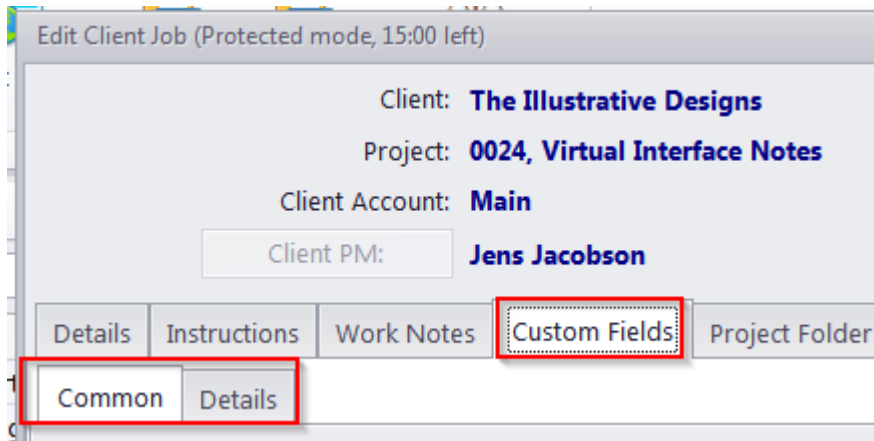 Edit Client Job (Protected mode, 15:00 left)
Client: The Illustrative Designs
Project: 0024, Virtual Interface Notes
Client Account: Main
Client PM: Jens Jacobson
Details Instructions Work Notes Custom Fields Project Folder
Common Details